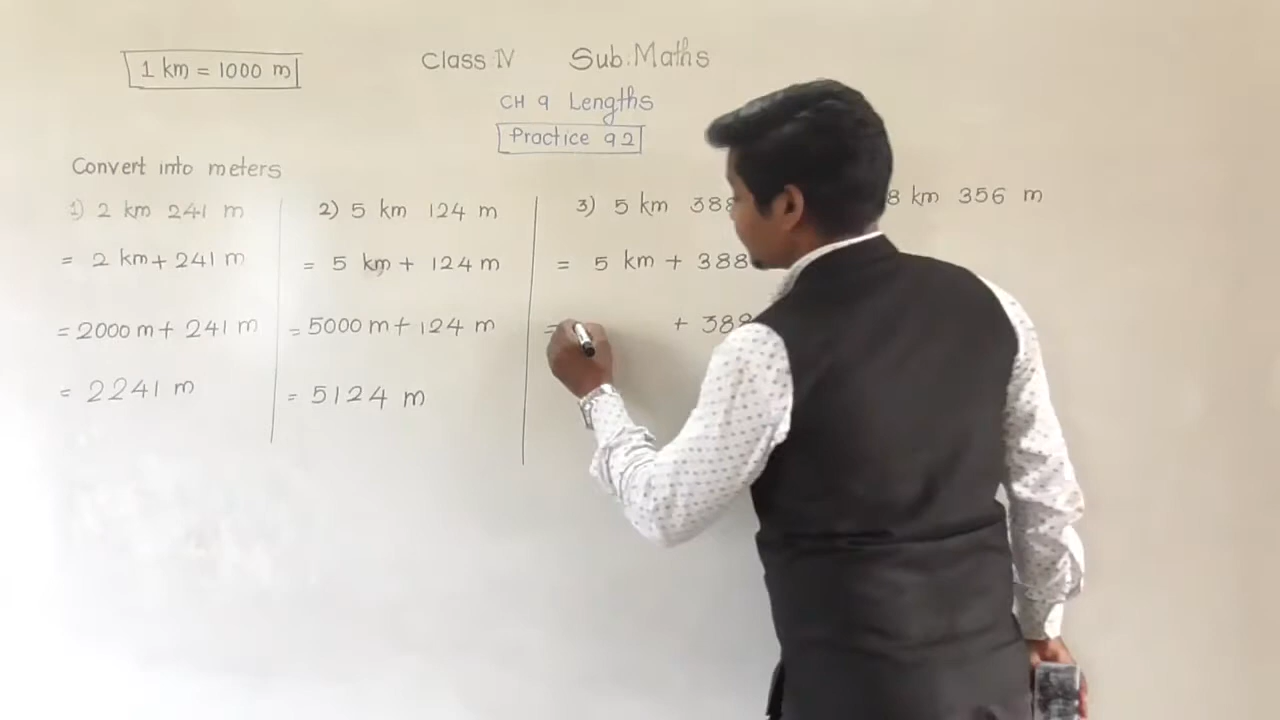 1 km = 1000 m
Class IV Sub. Maths
CH 9 Lengths
Practice 9 2
Convert into meters
1) 2 km 241 m
= 2 km + 241 m
= 2000 m + 241 m
= 2241 m
2) 5 km 124 m
= 5 km + 124 m
= 5000 m + 124 m
= 5124 m
3) 5 km 388
= 5 km + 388
= + 388
8 km 356 m